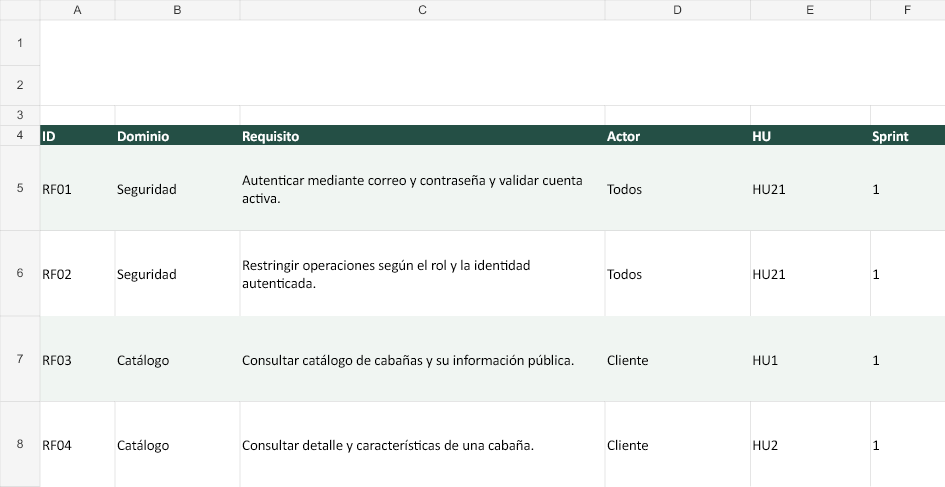 A B C D E F
1
2
3
4 ID Dominio Requisito Actor HU Sprint
5 RF01 Seguridad Autenticar mediante correo y contraseña y validar cuenta Todos HU21 1
activa.
6 RF02 Seguridad Restringir operaciones según el rol y la identidad Todos HU21 1
autenticada.
7 RF03 Catálogo Consultar catálogo de cabañas y su información pública. Cliente HU1 1
8 RF04 Catálogo Consultar detalle y características de una cabaña. Cliente HU2 1